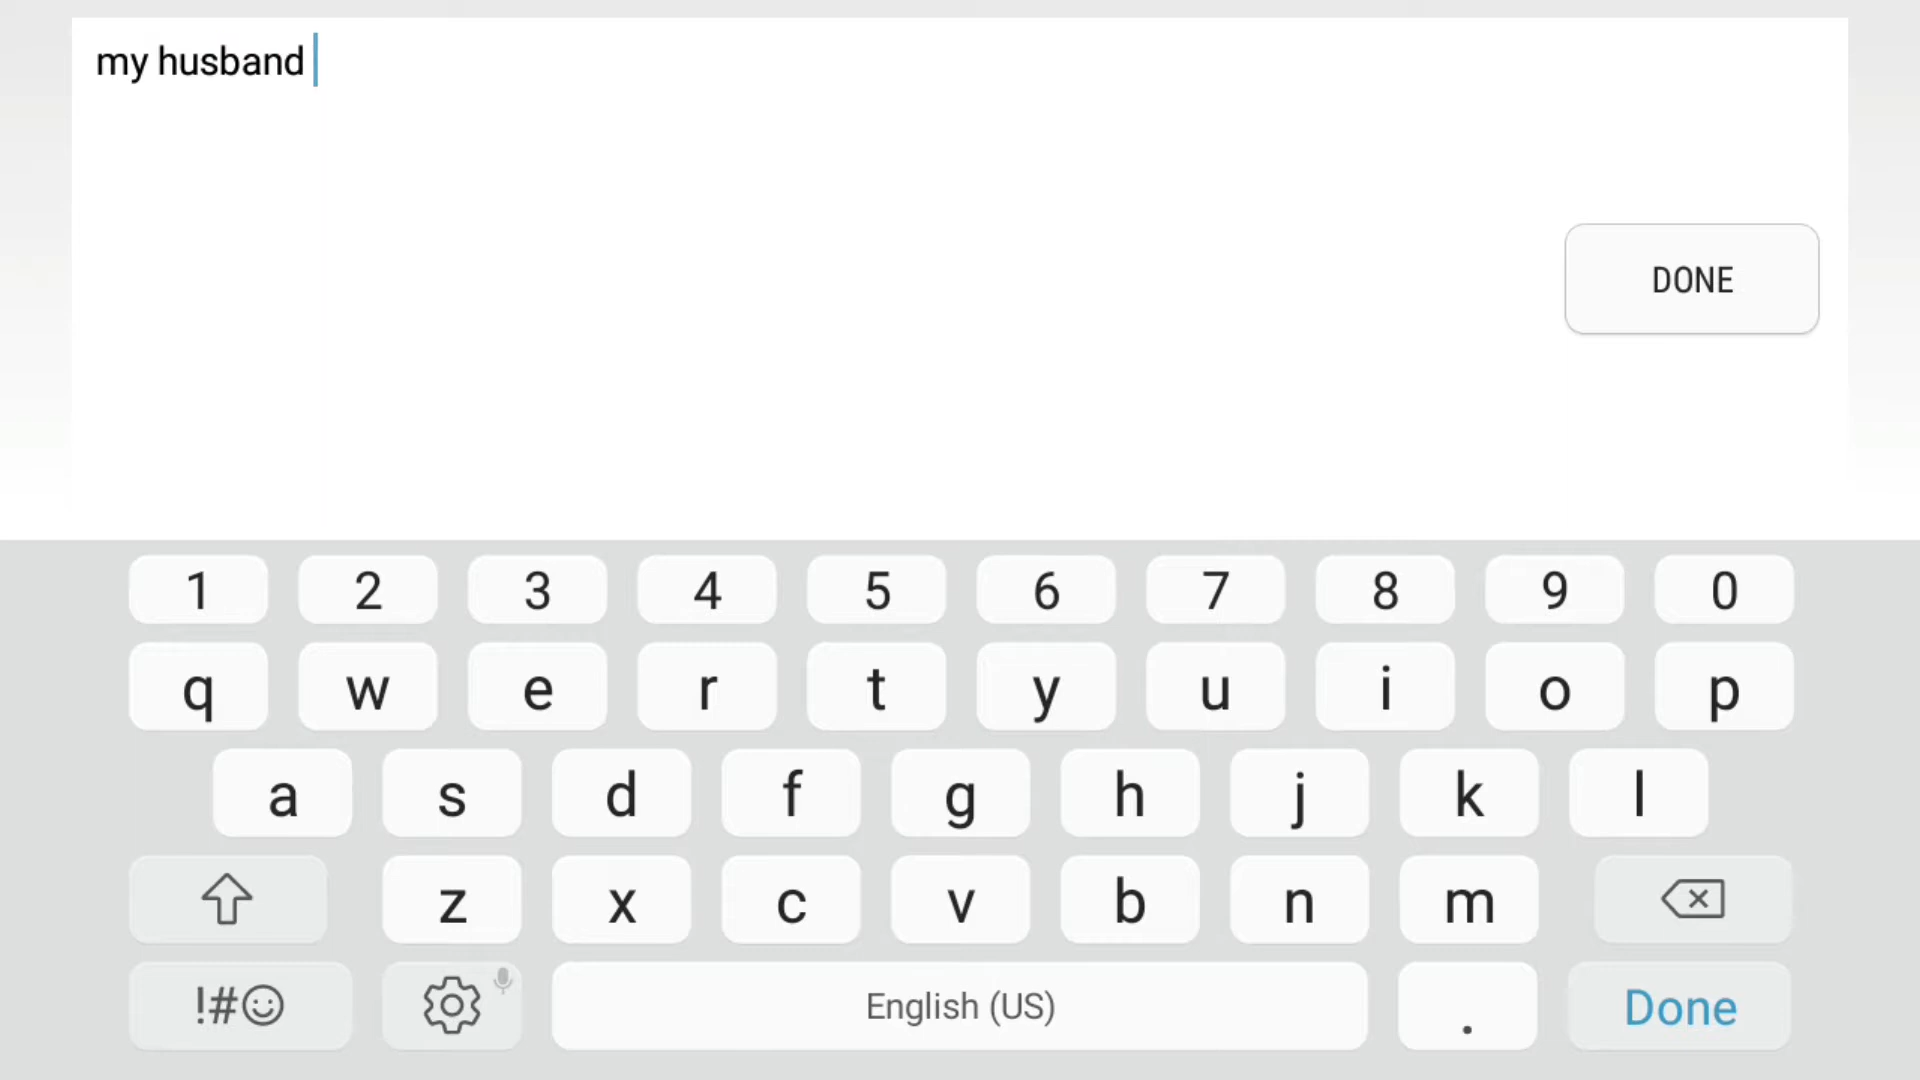 my husband
DONE
1 2 3 4 5 6 7 8 9 0
q w e r t y u i o p
a s d f g h j k l
z x c v b n m
!#☺ English (US) . Done